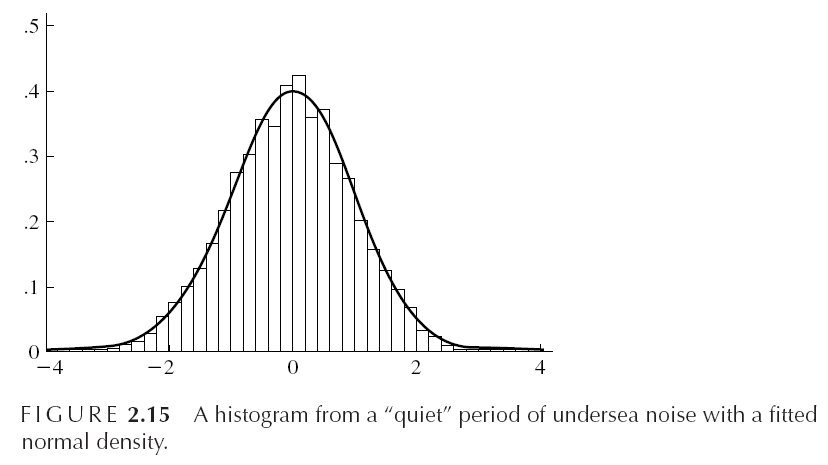 .5
.4
.3
.2
.1
0
−4 −2 0 2 4
FIGURE 2.15 A histogram from a “quiet” period of undersea noise with a fitted
normal density.